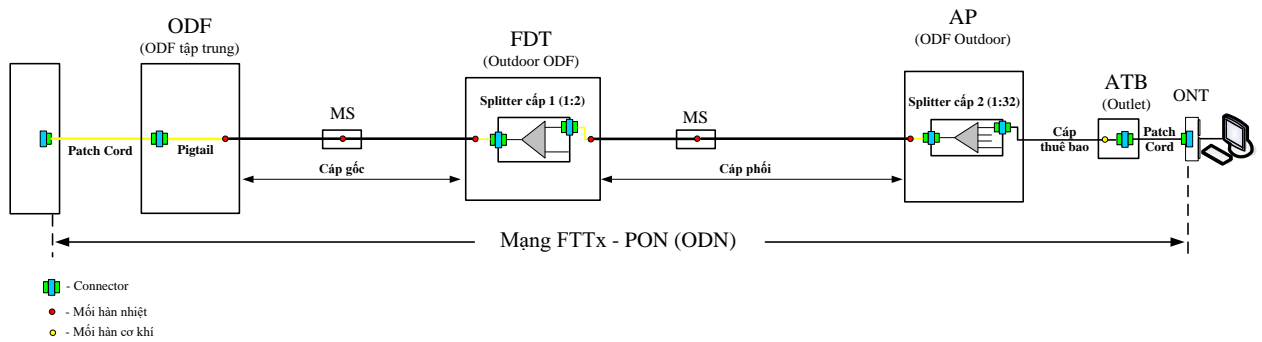 ODF
(ODF tập trung)
FDT
(Outdoor ODF)
AP
(ODF Outdoor)
ATB
(Outlet)
ONT
MS
MS
Splitter cấp 1 (1:2)
Splitter cấp 2 (1:32)
Patch Cord
Pigtail
Cáp gốc
Cáp phối
Cáp
thuê bao
Patch
Cord
Mạng FTTx - PON (ODN)
- Connector
- Mối hàn nhiệt
- Mối hàn cơ khí